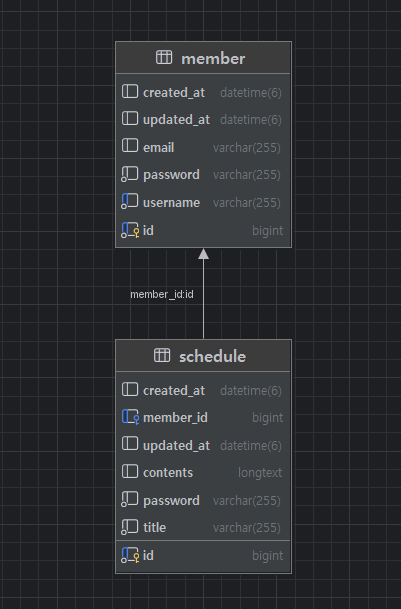 member
created_at datetime(6)
updated_at datetime(6)
email varchar(255)
password varchar(255)
username varchar(255)
id bigint
member_id:id
schedule
created_at datetime(6)
member_id bigint
updated_at datetime(6)
contents longtext
password varchar(255)
title varchar(255)
id bigint